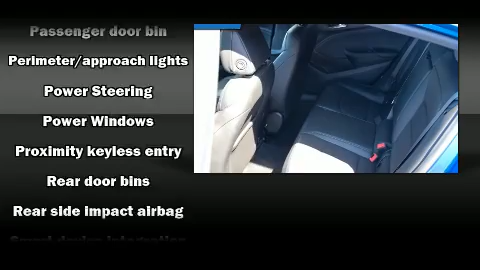 Passenger door bin
Perimeter/approach lights
Power Steering
Power Windows
Proximity keyless entry
Rear door bins
Rear side impact airbag